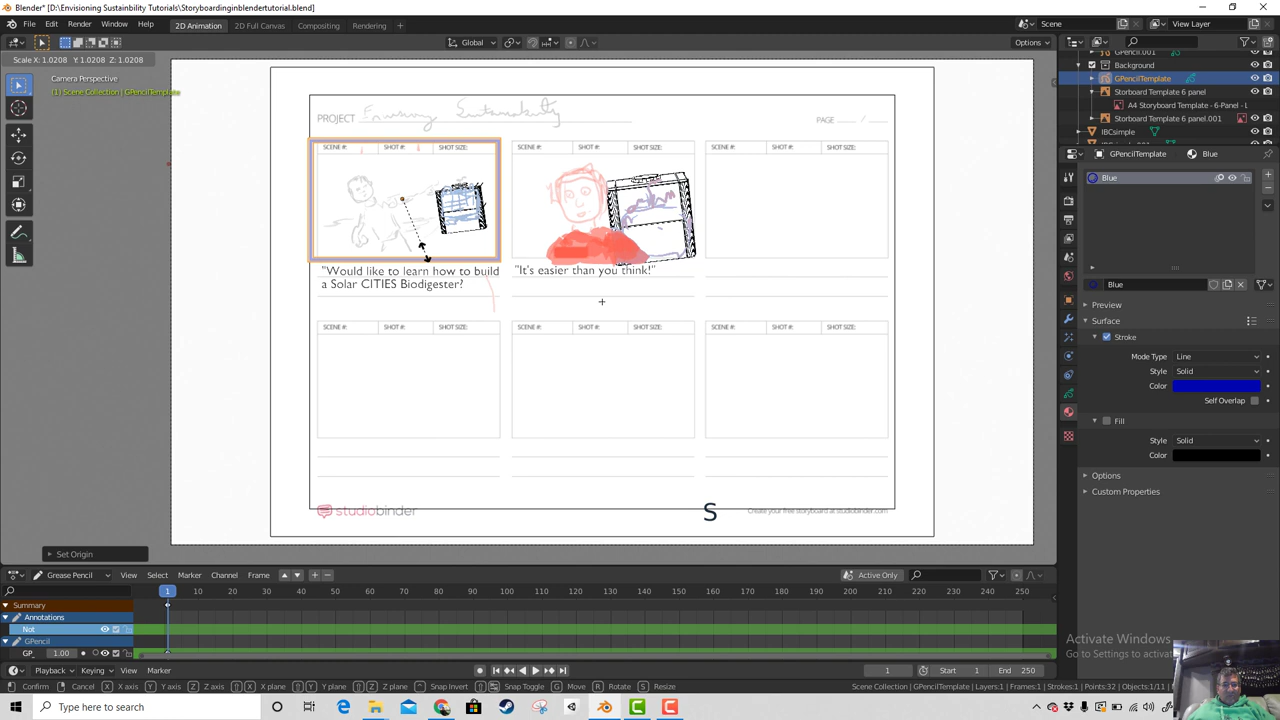 Blender* [D:\Envisioning Sustainbility Tutorials\Storyboardinginblendertutorial.blend]
File Edit Render Window Help 2D Animation 2D Full Canvas Compositing Rendering + Scene View Layer
Global Options
Scale X: 1.0208 Y: 1.0208 Z: 1.0208
Camera Perspective
(1) Scene Collection | GPencilTemplate
GPencil.001
Background
GPencilTemplate
Storboard Template 6 panel
A4 Storyboard Template - 6-Panel - L
Storboard Template 6 panel.001
IBCsimple
IBCsimple.001
GPencilTemplate Blue
Blue
Blue
Preview
Surface
Stroke
Mode Type Line
Style Solid
Color
Self Overlap
Fill
Style Solid
Color
Options
Custom Properties
PROJECT
PAGE /
SCENE #: SHOT #: SHOT SIZE: SCENE #: SHOT #: SHOT SIZE: SCENE #: SHOT #: SHOT SIZE:
"Would like to learn how to build
a Solar CITIES Biodigester?
"It's easier than you think!"
SCENE #: SHOT #: SHOT SIZE: SCENE #: SHOT #: SHOT SIZE: SCENE #: SHOT #: SHOT SIZE:
studiobinder S Create your free storyboard at studiobinder.com
Set Origin
Grease Pencil View Select Marker Channel Frame Active Only
1 10 20 30 40 50 60 70 80 90 100 110 120 130 140 150 160 170 180 190 200 210 220 230 240 250
Summary
Annotations
Not
GPencil
GP_ 1.00
Activate Windows
Go to Settings to activate
Playback Keying View Marker 1 Start 1 End 250
Confirm Cancel X X axis Y Y axis Z Z axis X X plane Y Y plane Z Z plane Snap Invert Snap Toggle G Move R Rotate S Resize Scene Collection | GPencilTemplate | Layers:1 | Frames:1 | Strokes:1 | Points:32 | Objects:1/11
Type here to search